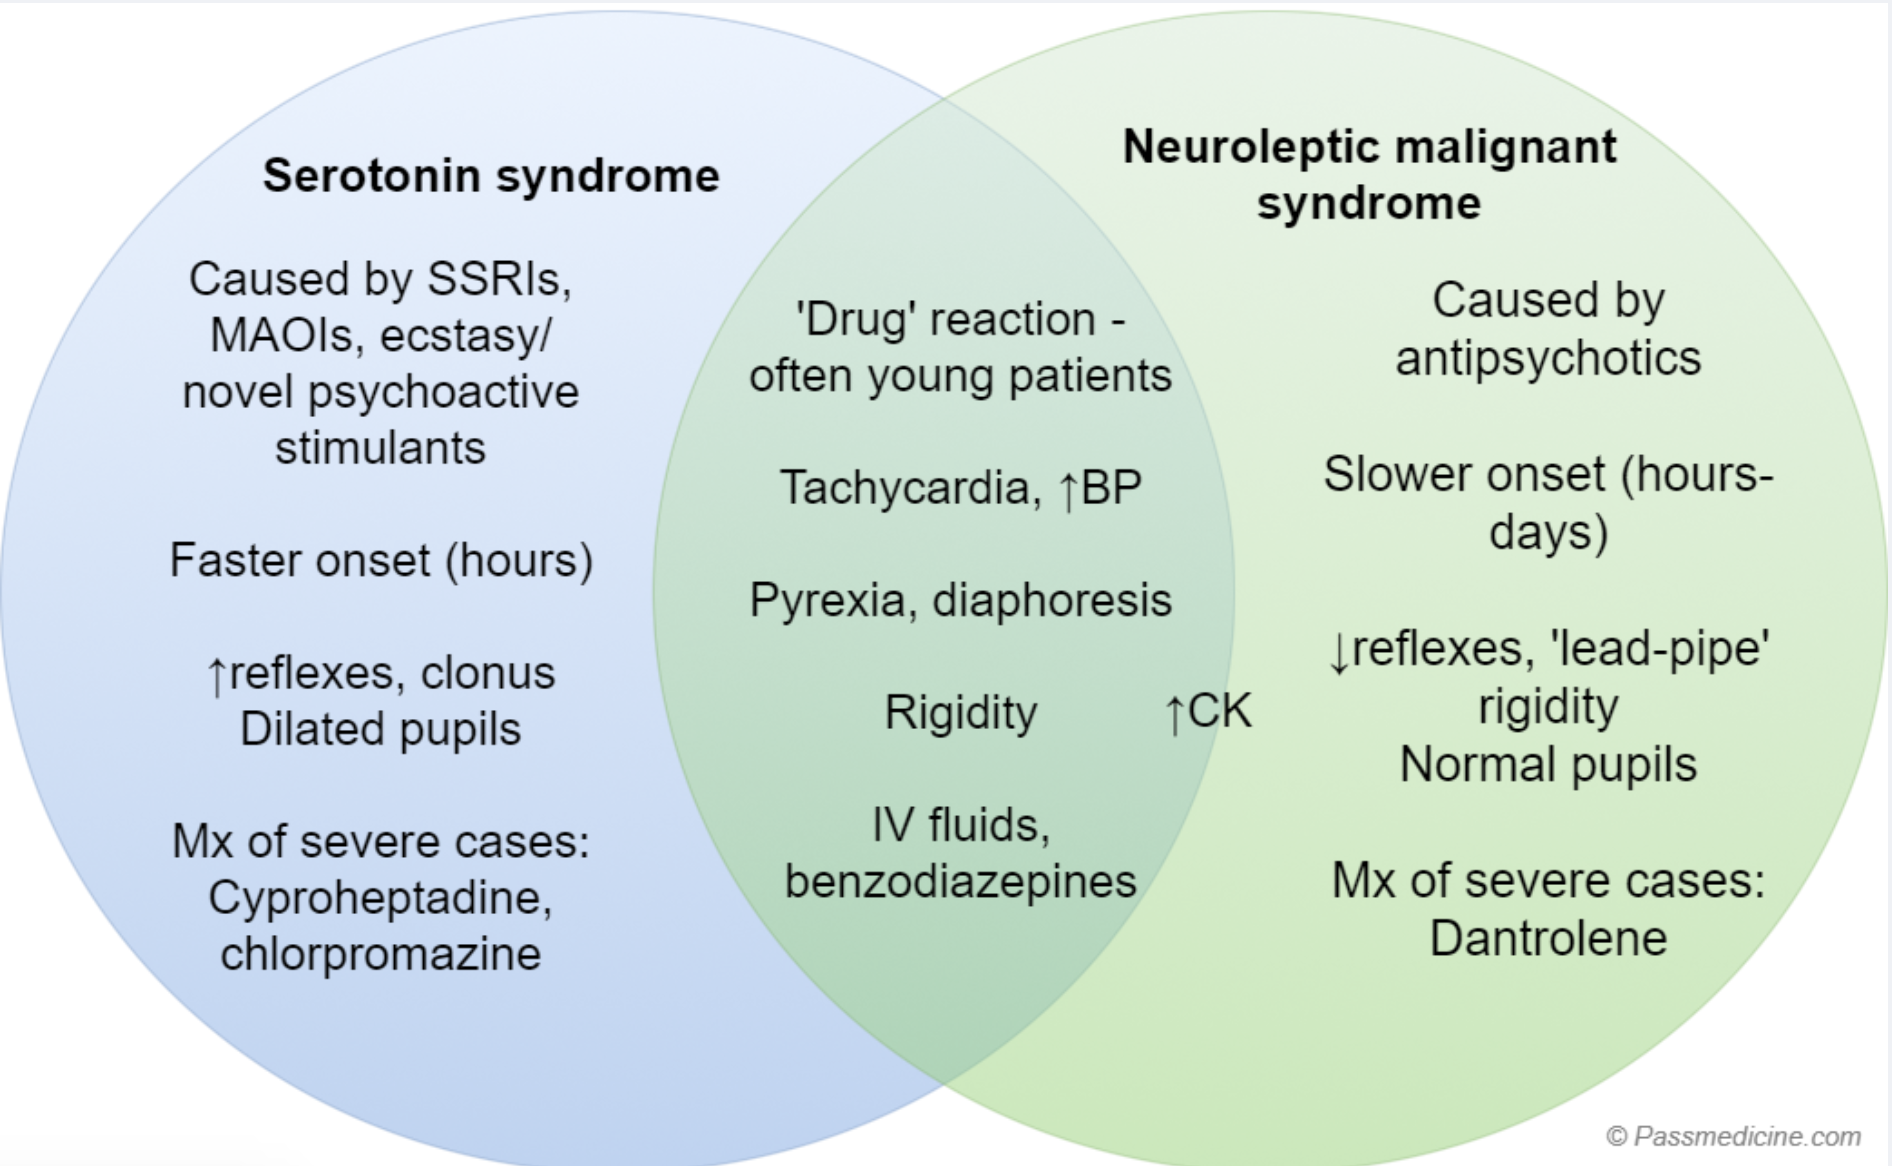 Serotonin syndrome
Caused by SSRIs,
MAOIs, ecstasy/
novel psychoactive
stimulants
Faster onset (hours)
↑reflexes, clonus
Dilated pupils
Mx of severe cases:
Cyproheptadine,
chlorpromazine
'Drug' reaction -
often young patients
Tachycardia, ↑BP
Pyrexia, diaphoresis
Rigidity
↑CK
IV fluids,
benzodiazepines
Neuroleptic malignant
syndrome
Caused by
antipsychotics
Slower onset (hours-
days)
↓reflexes, 'lead-pipe'
rigidity
Normal pupils
Mx of severe cases:
Dantrolene
© Passmedicine.com